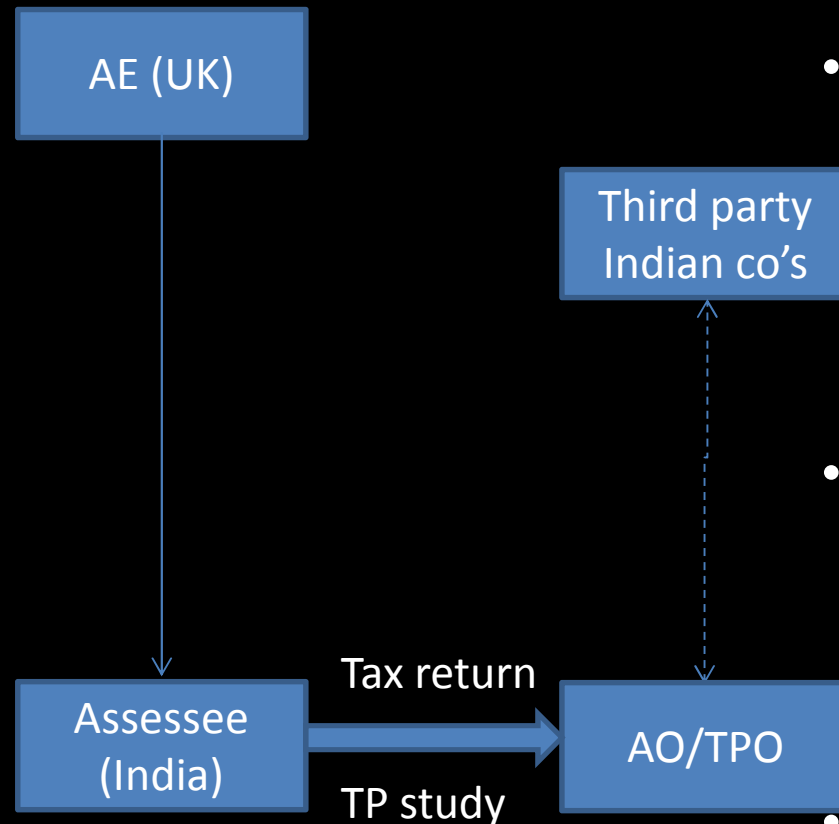 AE (UK)
Third party
Indian co’s
Tax return
Assessee
(India)
AO/TPO
TP study